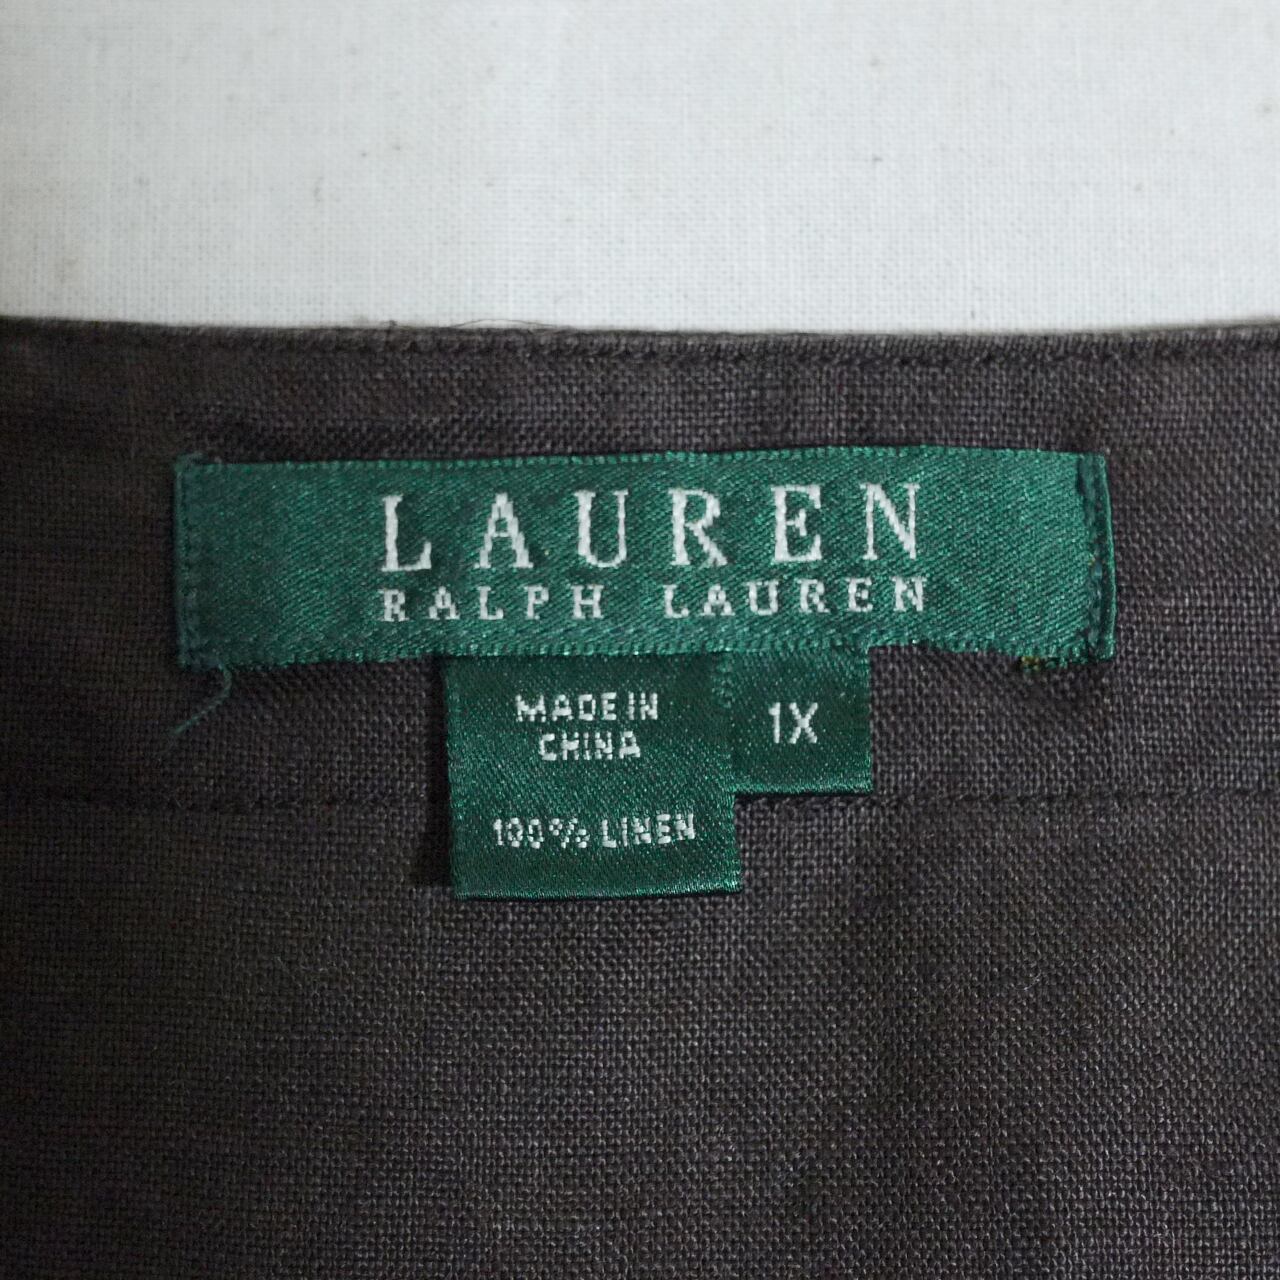 LAUREN
RALPH LAUREN
MADE IN
CHINA
1X
100% LINEN